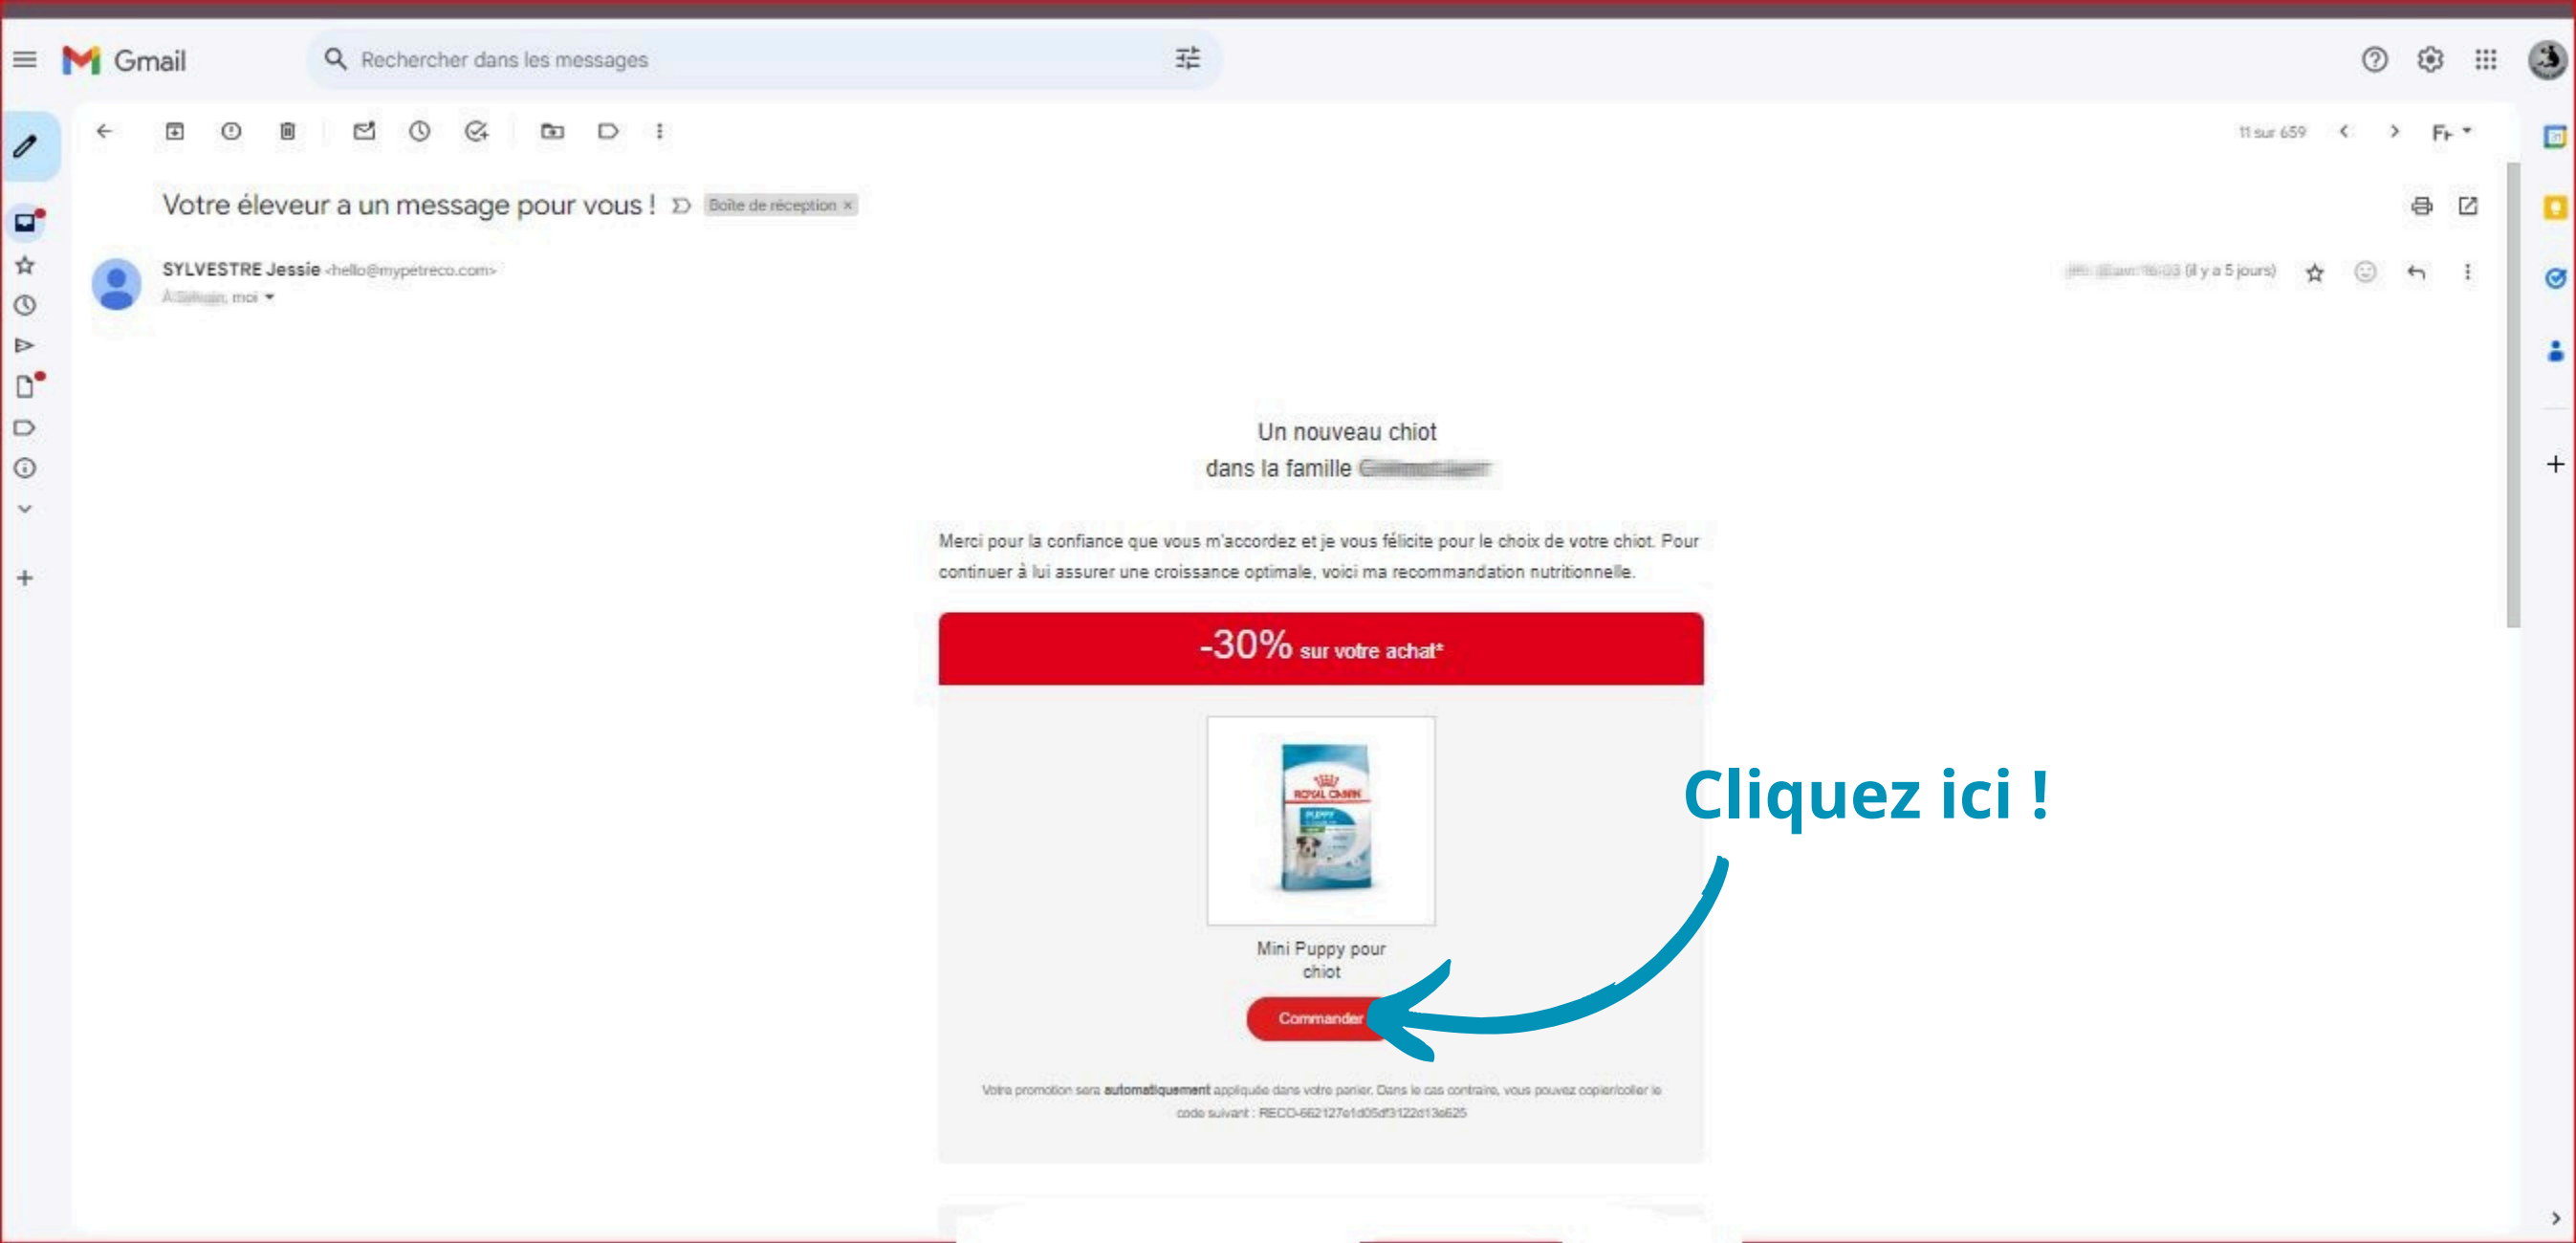 Gmail
Rechercher dans les messages
11 sur 659
Votre éleveur a un message pour vous ! Boîte de réception ×
SYLVESTRE Jessie <hello@mypetreco.com>
(il y a 5 jours)
À moi
Un nouveau chiot
dans la famille
Merci pour la confiance que vous m'accordez et je vous félicite pour le choix de votre chiot. Pour
continuer à lui assurer une croissance optimale, voici ma recommandation nutritionnelle.
-30% sur votre achat*
ROYAL CANIN
PUPPY
Cliquez ici !
Mini Puppy pour
chiot
Commander
Votre promotion sera automatiquement appliquée dans votre panier. Dans le cas contraire, vous pouvez copier/coller le
code suivant : RECO-662127e1d05df3122d13e625